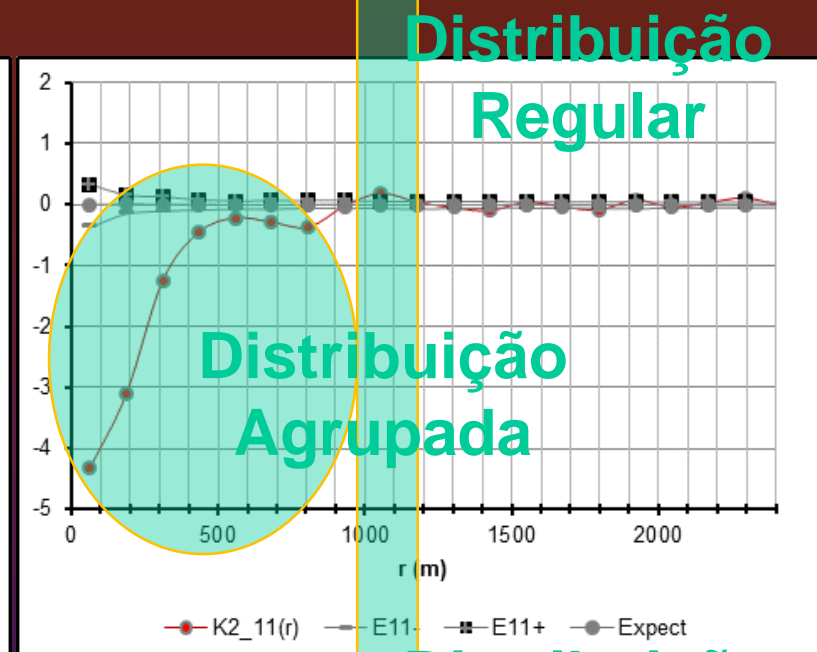 Distribuição
Regular
2
1
0
-1
-2
-3
-4
-5
Distribuição
Agrupada
0 500 1000 1500 2000
r (m)
K2_11(r) E11- E11+ Expect